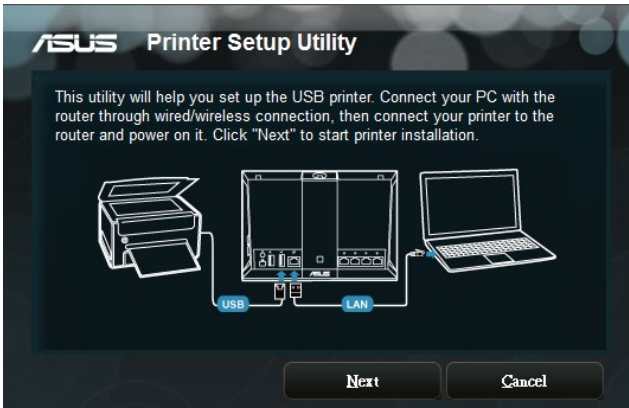 ASUS Printer Setup Utility
This utility will help you set up the USB printer. Connect your PC with the
router through wired/wireless connection, then connect your printer to the
router and power on it. Click "Next" to start printer installation.
ASUS
USB LAN
Next Cancel